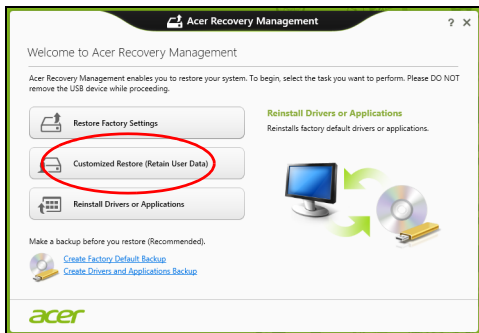 Acer Recovery Management
? ×
Welcome to Acer Recovery Management
Acer Recovery Management enables you to restore your system. To begin, select the task you want to perform. Please DO NOT
remove the USB device while proceeding.
Restore Factory Settings
Customized Restore (Retain User Data)
Reinstall Drivers or Applications
Reinstall Drivers or Applications
Reinstalls factory default drivers or applications.
Make a backup before you restore (Recommended).
Create Factory Default Backup
Create Drivers and Applications Backup
acer